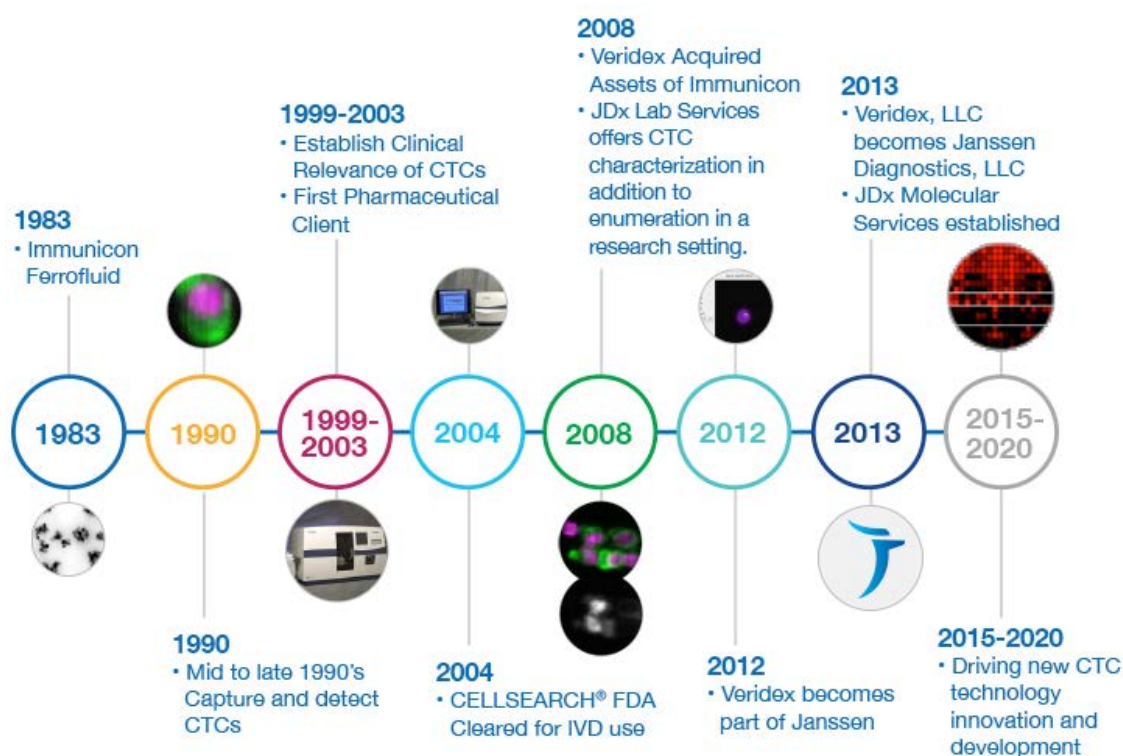 2008
• Veridex Acquired
Assets of Immunicon
• JDx Lab Services
offers CTC
characterization in
addition to
enumeration in a
research setting.
2013
• Veridex, LLC
becomes Janssen
Diagnostics, LLC
• JDx Molecular
Services established
1999-2003
• Establish Clinical
Relevance of CTCs
• First Pharmaceutical
Client
1983
• Immunicon
Ferrofluid
1983
1990
1999-
2003
2004
2008
2012
2013
2015-
2020
1990
• Mid to late 1990's
Capture and detect
CTCs
2004
• CELLSEARCH® FDA
Cleared for IVD use
2012
• Veridex becomes
part of Janssen
2015-2020
• Driving new CTC
technology
innovation and
development